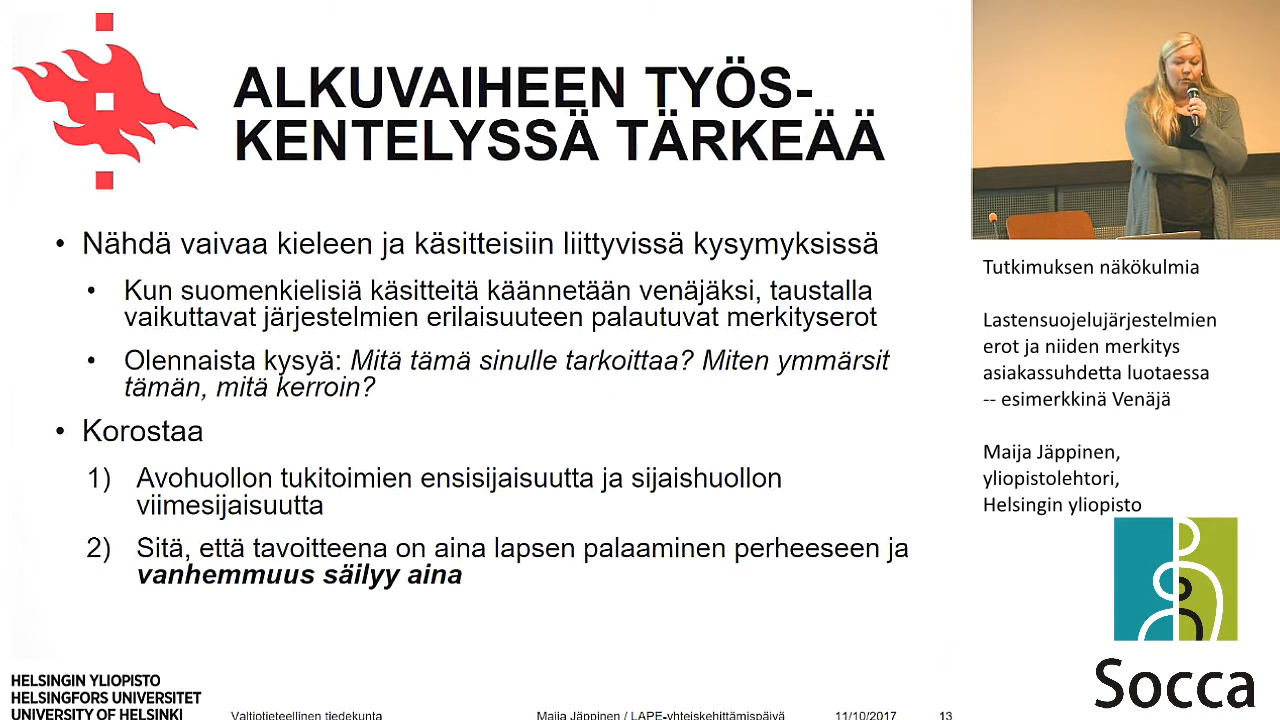 ALKUVAIHEEN TYÖS-
KENTELYSSÄ TÄRKEÄÄ
• Nähdä vaivaa kieleen ja käsitteisiin liittyvissä kysymyksissä
• Kun suomenkielisiä käsitteitä käännetään venäjäksi, taustalla
vaikuttavat järjestelmien erilaisuuteen palautuvat merkityserot
• Olennaista kysyä: Mitä tämä sinulle tarkoittaa? Miten ymmärsit
tämän, mitä kerroin?
• Korostaa
1) Avohuollon tukitoimien ensisijaisuutta ja sijaishuollon
viimesijaisuutta
2) Sitä, että tavoitteena on aina lapsen palaaminen perheeseen ja
vanhemmuus säilyy aina
HELSINGIN YLIOPISTO
HELSINGFORS UNIVERSITET
UNIVERSITY OF HELSINKI
Valtiotieteellinen tiedekunta
Maija Jäppinen / LAPE-yhteiskehittämispäivä
11/10/2017
13
Tutkimuksen näkökulmia
Lastensuojelujärjestelmien
erot ja niiden merkitys
asiakassuhdetta luotaessa
-- esimerkkinä Venäjä
Maija Jäppinen,
yliopistolehtori,
Helsingin yliopisto
Socca